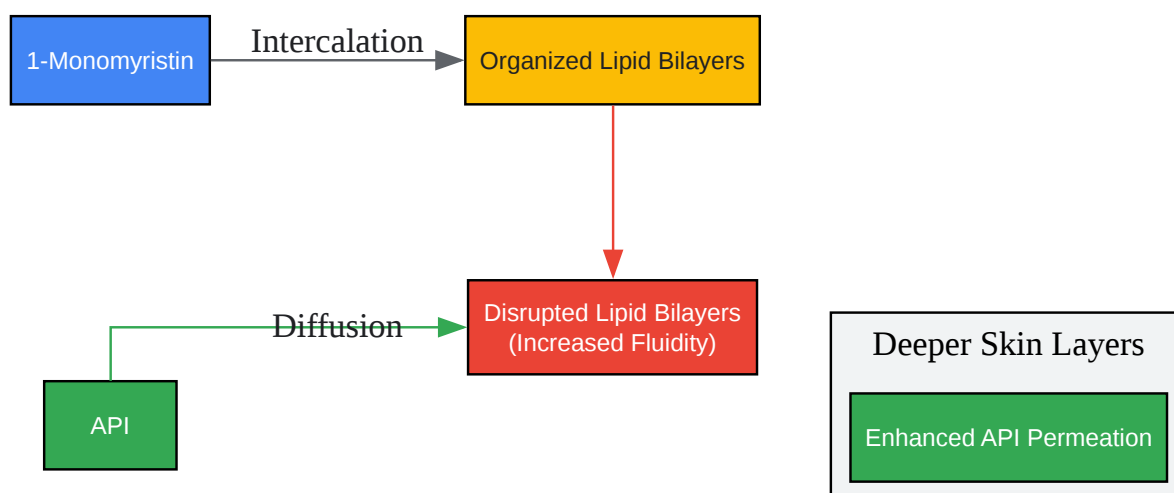 1-Monomyristin
Intercalation
Organized Lipid Bilayers
Diffusion
Disrupted Lipid Bilayers
(Increased Fluidity)
API
Deeper Skin Layers
Enhanced API Permeation